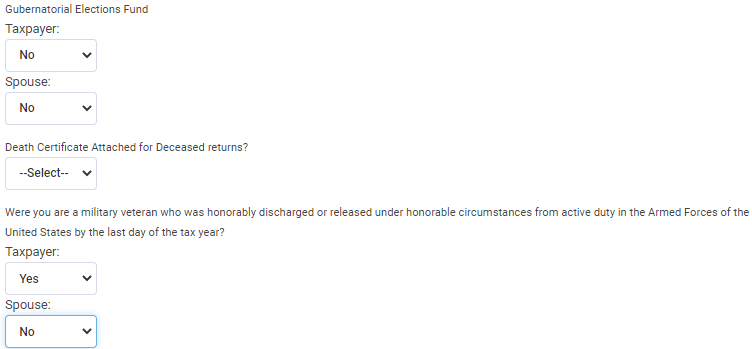 Gubernatorial Elections Fund
Taxpayer:
No
Spouse:
No
Death Certificate Attached for Deceased returns?
--Select--
Were you are a military veteran who was honorably discharged or released under honorable circumstances from active duty in the Armed Forces of the
United States by the last day of the tax year?
Taxpayer:
Yes
Spouse:
No